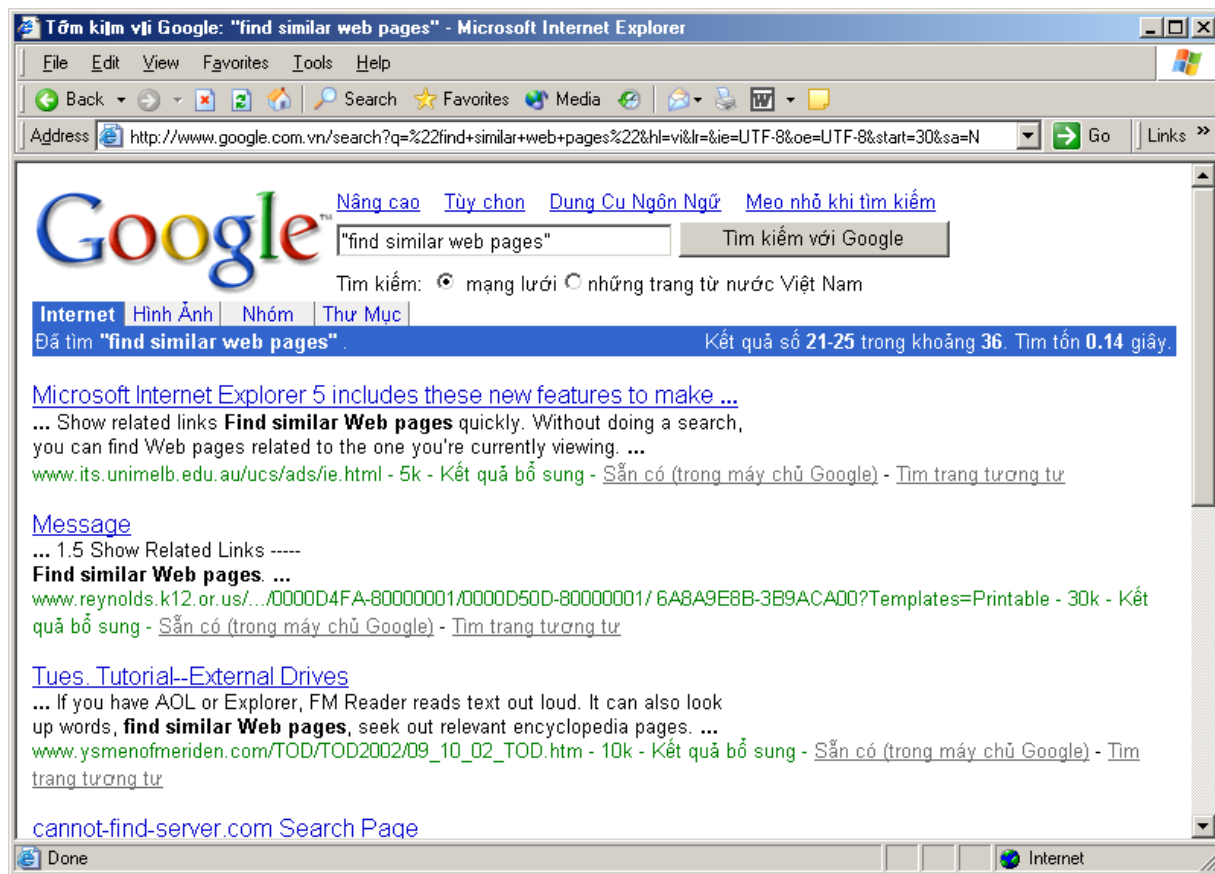 Tỡm kiỊm vỊi Google: "find similar web pages" - Microsoft Internet Explorer
File Edit View Favorites Tools Help
Back Search Favorites Media
Address http://www.google.com.vn/search?q=%22find+similar+web+pages%22&hl=vi&lr=&ie=UTF-8&oe=UTF-8&start=30&sa=N Go Links »
Google™
Nâng cao Tùy chon Dung Cu Ngôn Ngữ Meo nhỏ khi tìm kiếm
"find similar web pages" Tìm kiếm với Google
Tìm kiếm: mạng lưới những trang từ nước Việt Nam
Internet Hình Ảnh Nhóm Thư Mục
Đã tìm "find similar web pages" . Kết quả số 21-25 trong khoảng 36. Tìm tốn 0.14 giây.
Microsoft Internet Explorer 5 includes these new features to make ...
... Show related links Find similar Web pages quickly. Without doing a search,
you can find Web pages related to the one you're currently viewing. ...
www.its.unimelb.edu.au/ucs/ads/ie.html - 5k - Kết quả bổ sung - Sẵn có (trong máy chủ Google) - Tìm trang tương tự
Message
... 1.5 Show Related Links -----
Find similar Web pages. ...
www.reynolds.k12.or.us/.../0000D4FA-80000001/0000D50D-80000001/ 6A8A9E8B-3B9ACA00?Templates=Printable - 30k - Kết
quả bổ sung - Sẵn có (trong máy chủ Google) - Tìm trang tương tự
Tues. Tutorial--External Drives
... If you have AOL or Explorer, FM Reader reads text out loud. It can also look
up words, find similar Web pages, seek out relevant encyclopedia pages. ...
www.ysmenofmeriden.com/TOD/TOD2002/09_10_02_TOD.htm - 10k - Kết quả bổ sung - Sẵn có (trong máy chủ Google) - Tìm
trang tương tự
cannot-find-server.com Search Page
Done Internet